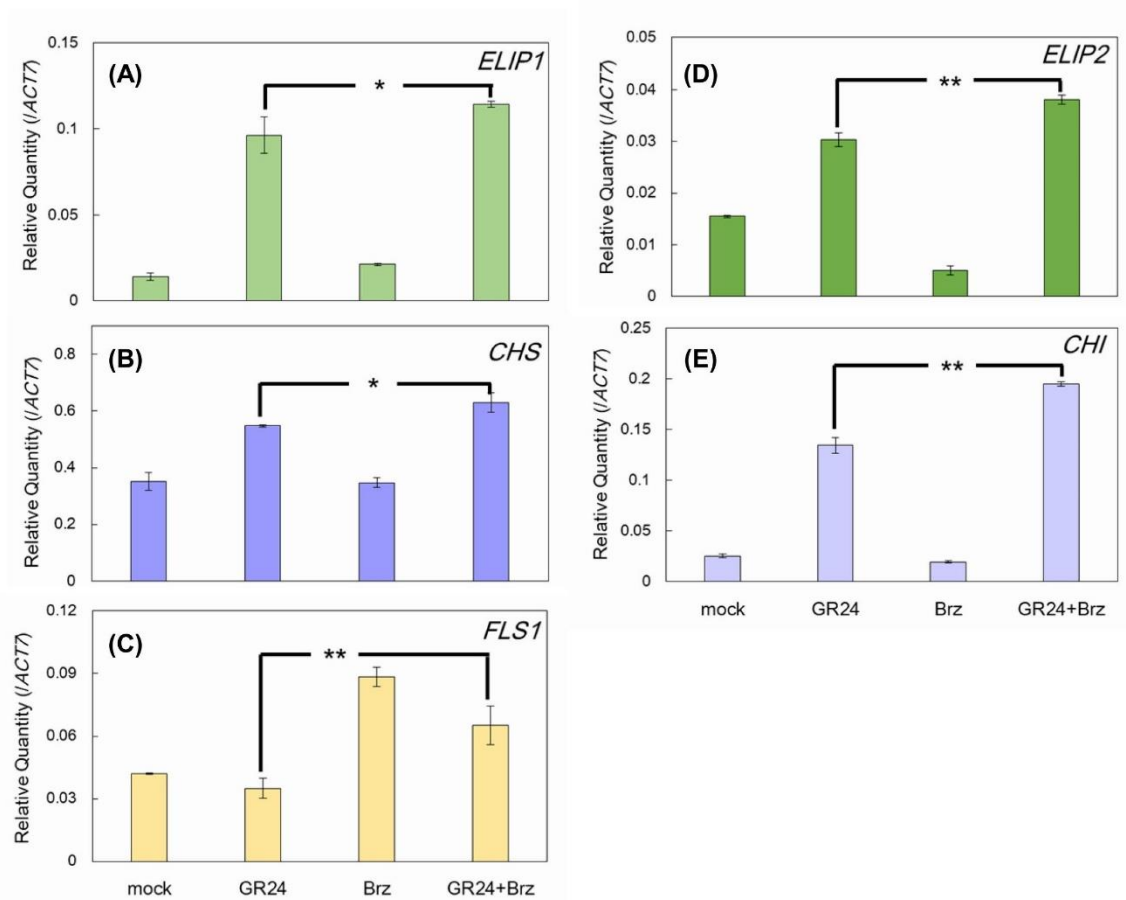 (A)
ELIP1
Relative Quantity (/ACT7)
0.15
0.1
0.05
0
*
(B)
CHS
Relative Quantity (/ACT7)
0.8
0.6
0.4
0.2
0
*
(C)
FLS1
Relative Quantity (/ACT7)
0.12
0.09
0.06
0.03
0
**
mock GR24 Brz GR24+Brz
(D)
ELIP2
Relative Quantity (/ACT7)
0.05
0.04
0.03
0.02
0.01
0
**
(E)
CHI
Relative Quantity (/ACT7)
0.25
0.2
0.15
0.1
0.05
0
**
mock GR24 Brz GR24+Brz